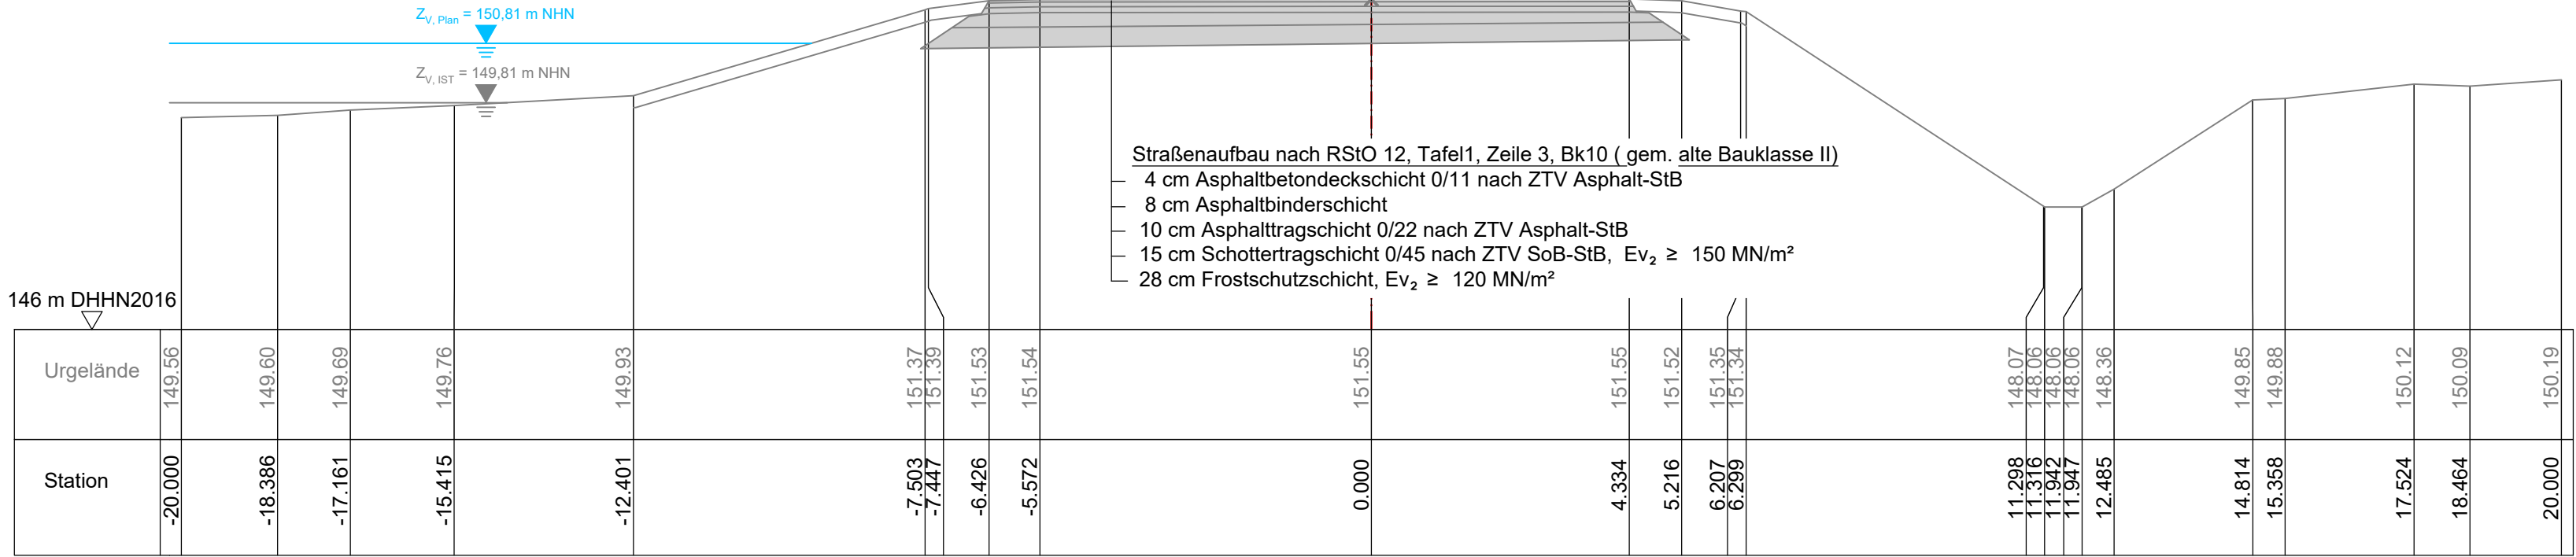 Z V, Plan = 150,81 m NHN
Z V, IST = 149,81 m NHN
Straßenaufbau nach RStO 12, Tafel1, Zeile 3, Bk10 ( gem. alte Bauklasse II)
4 cm Asphaltbetondeckschicht 0/11 nach ZTV Asphalt-StB
8 cm Asphaltbinderschicht
10 cm Asphalttragschicht 0/22 nach ZTV Asphalt-StB
15 cm Schottertragschicht 0/45 nach ZTV SoB-StB, Ev₂ ≥ 150 MN/m²
28 cm Frostschutzschicht, Ev₂ ≥ 120 MN/m²
146 m DHHN2016
Urgelände 149.56 149.60 149.69 149.76 149.93 151.37 151.39 151.53 151.54 151.55 151.55 151.52 151.35 151.34 148.07 148.06 148.06 148.06 148.36 149.85 149.88 150.12 150.09 150.19
Station -20.000 -18.386 -17.161 -15.415 -12.401 -7.503 -7.447 -6.426 -5.572 0.000 4.334 5.216 6.207 6.299 11.298 11.316 11.942 11.947 12.485 14.814 15.358 17.524 18.464 20.000